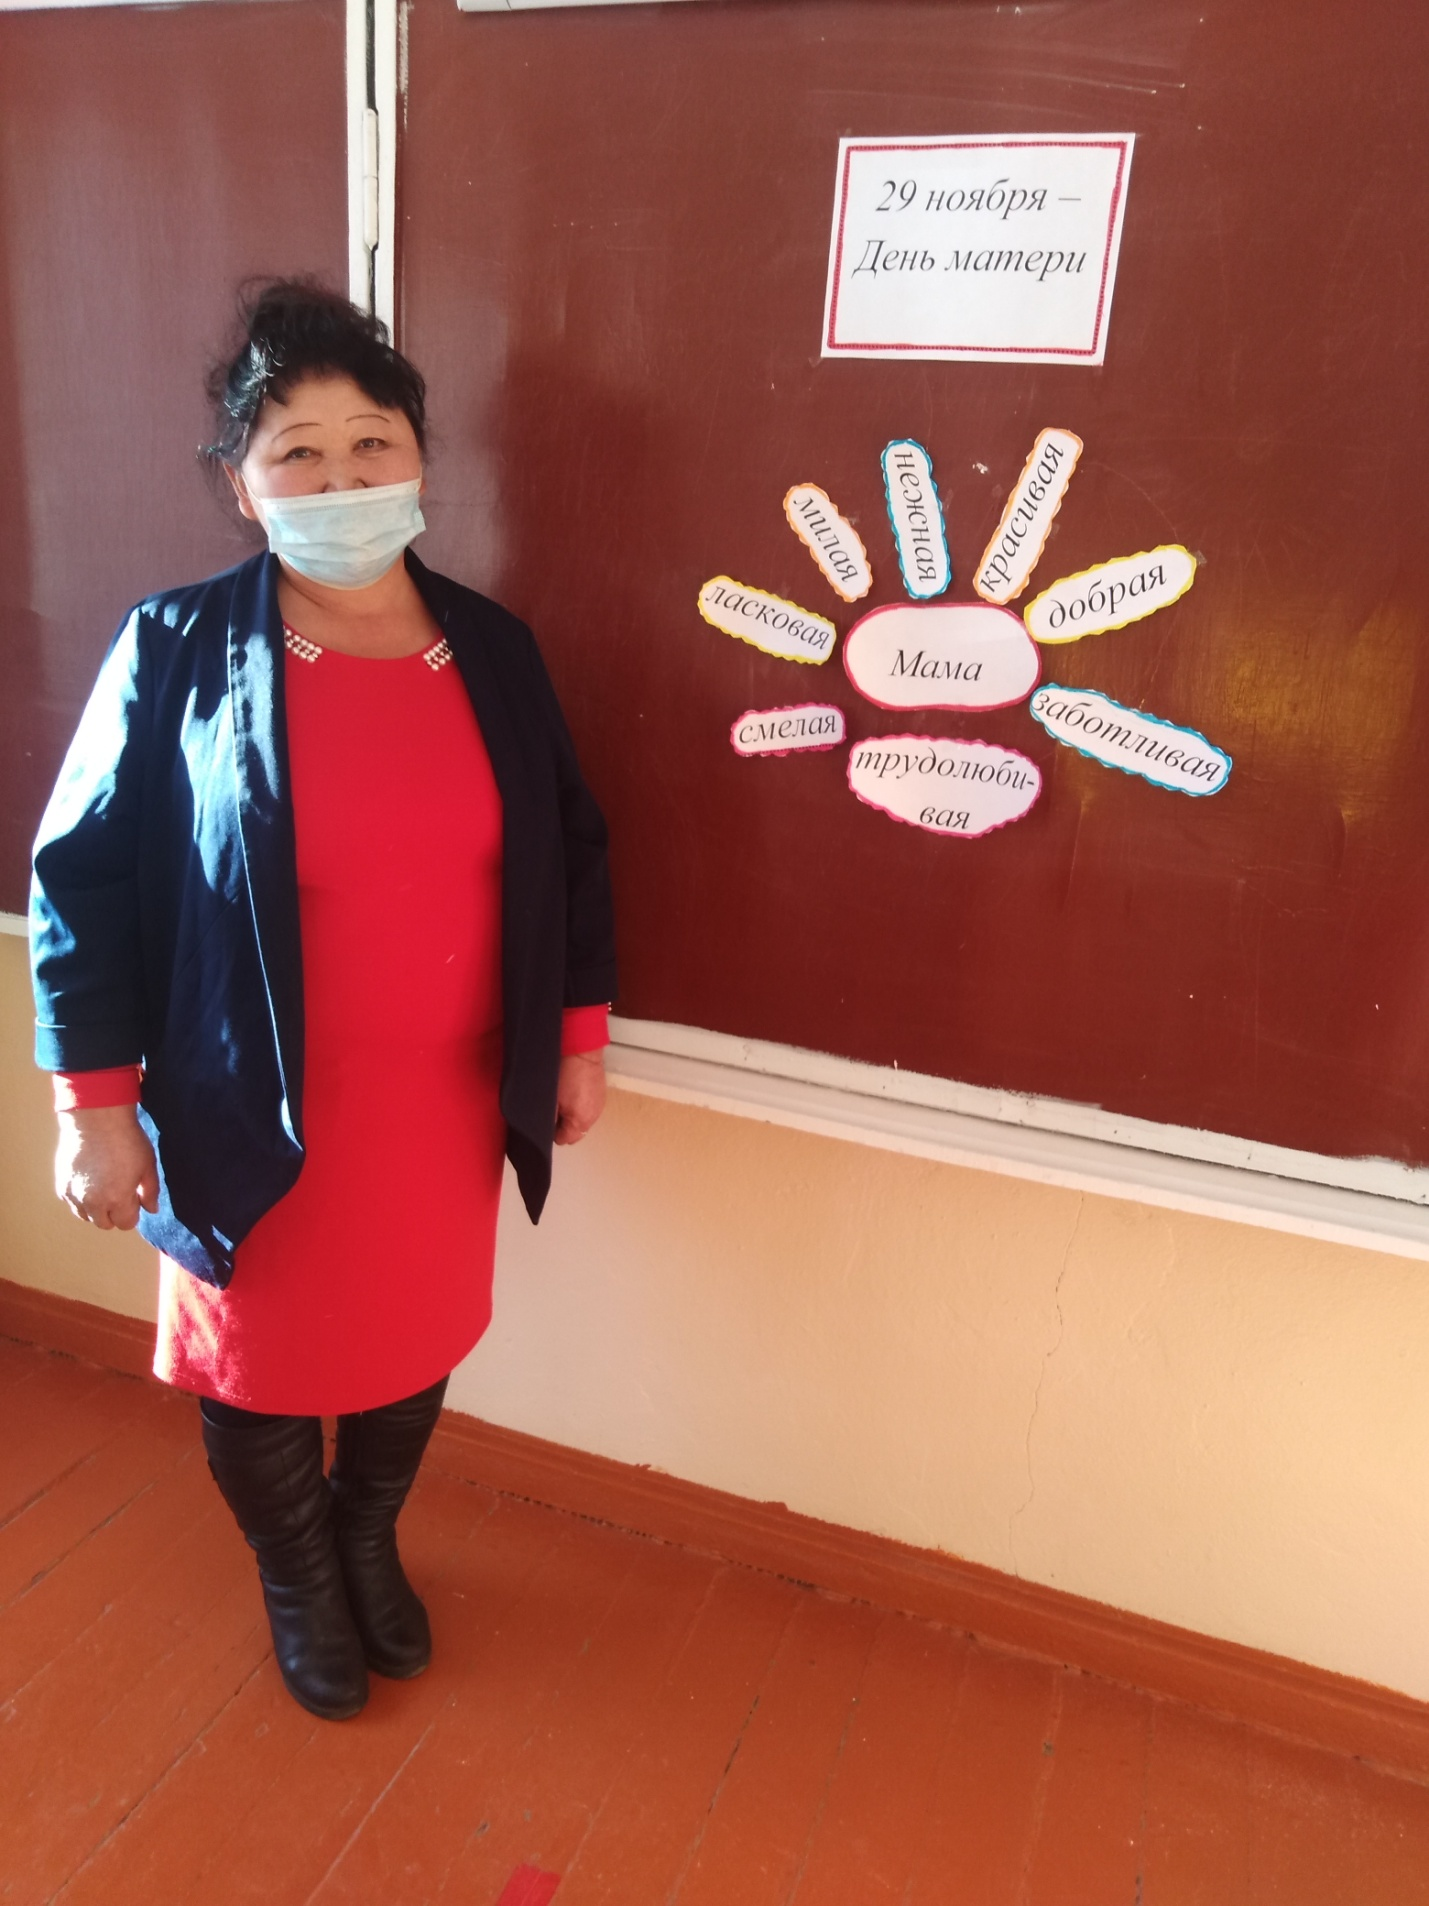 29 ноября –
День матери
нежная
красивая
милая
добрая
ласковая
Мама
заботливая
смелая
трудолюби-
вая